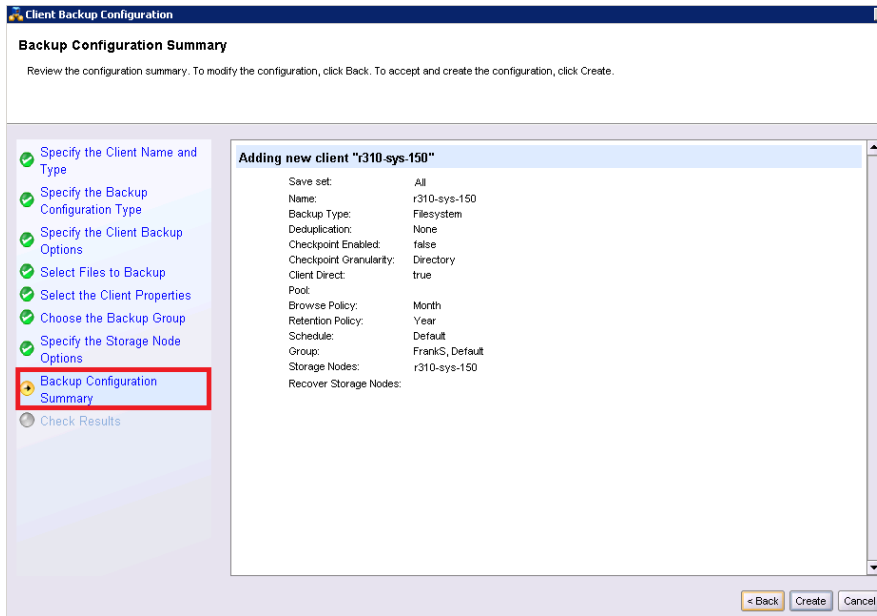 Client Backup Configuration
Backup Configuration Summary
Review the configuration summary. To modify the configuration, click Back. To accept and create the configuration, click Create.
Specify the Client Name and
Type
Specify the Backup
Configuration Type
Specify the Client Backup
Options
Select Files to Backup
Select the Client Properties
Choose the Backup Group
Specify the Storage Node
Options
Backup Configuration
Summary
Check Results
Adding new client "r310-sys-150"
Save set: All
Name: r310-sys-150
Backup Type: Filesystem
Deduplication: None
Checkpoint Enabled: false
Checkpoint Granularity: Directory
Client Direct: true
Pool:
Browse Policy: Month
Retention Policy: Year
Schedule: Default
Group: FrankS, Default
Storage Nodes: r310-sys-150
Recover Storage Nodes:
< Back Create Cancel